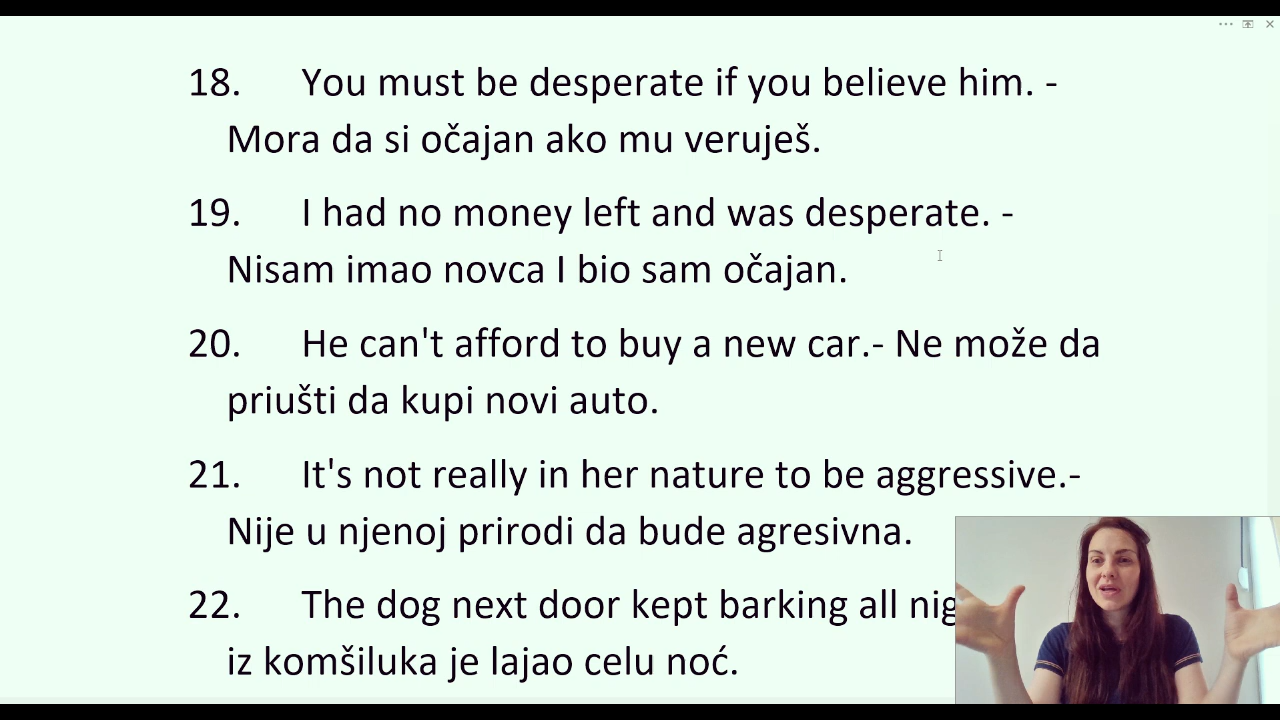 18. You must be desperate if you believe him. -
Mora da si očajan ako mu veruješ.
19. I had no money left and was desperate. -
Nisam imao novca I bio sam očajan.
20. He can't afford to buy a new car.- Ne može da
priušti da kupi novi auto.
21. It's not really in her nature to be aggressive.-
Nije u njenoj prirodi da bude agresivna.
22. The dog next door kept barking all
iz komšiluka je lajao celu noć.